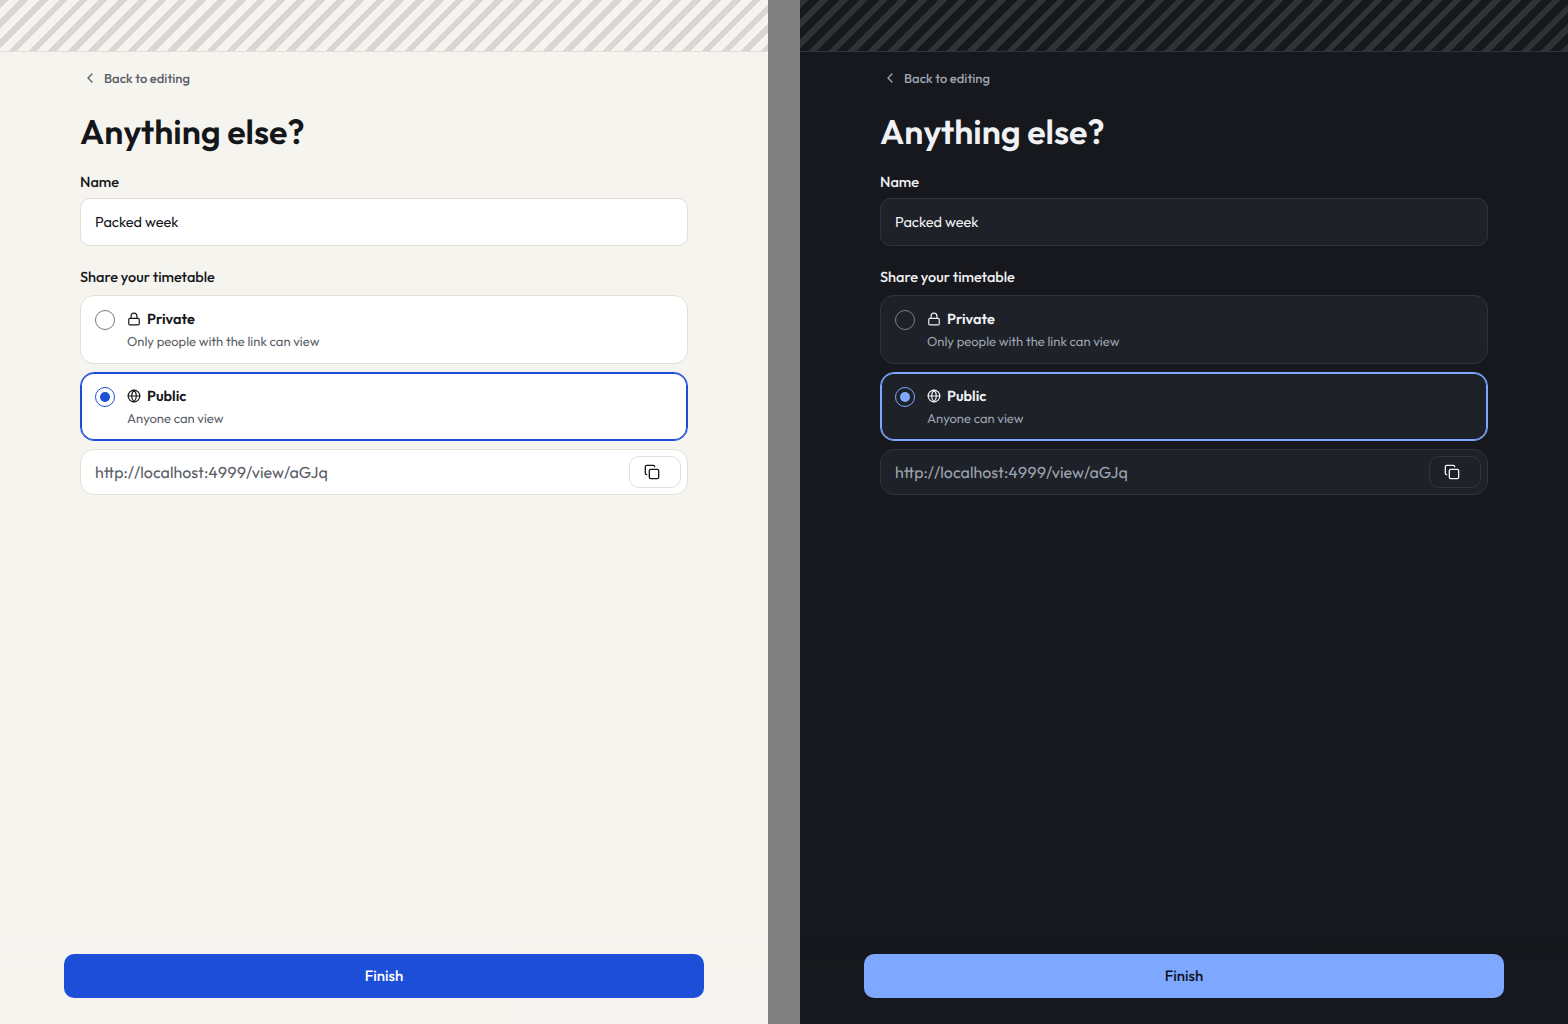 Back to editing
Anything else?
Name
Packed week
Share your timetable
Private
Only people with the link can view
Public
Anyone can view
http://localhost:4999/view/aGJq
Finish
Back to editing
Anything else?
Name
Packed week
Share your timetable
Private
Only people with the link can view
Public
Anyone can view
http://localhost:4999/view/aGJq
Finish